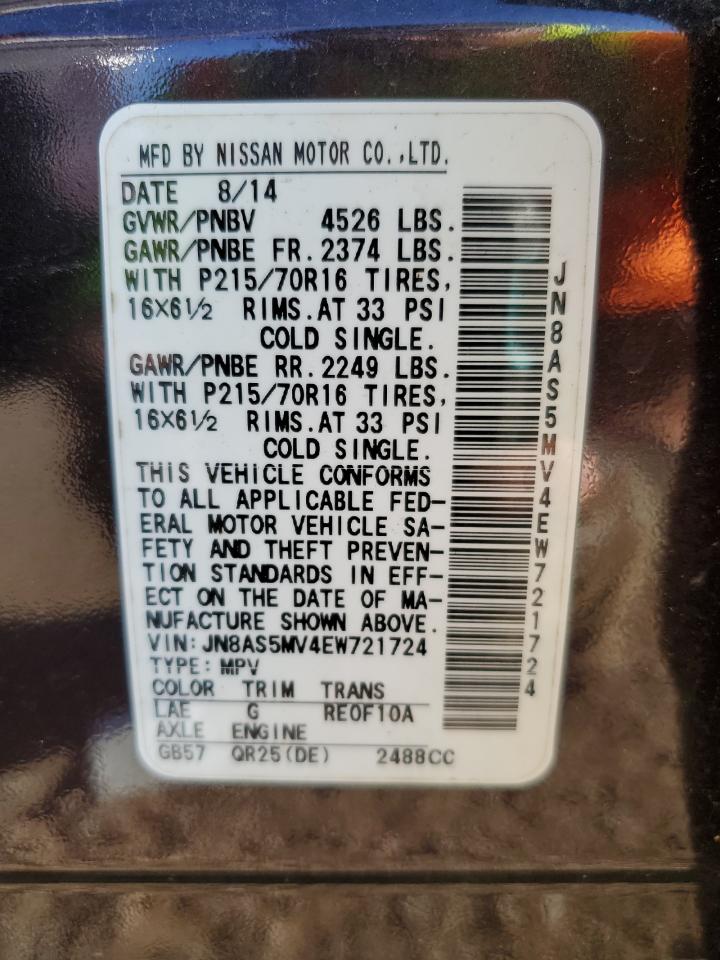 MFD BY NISSAN MOTOR CO.,LTD.
DATE 8/14
GVWR/PNBV 4526 LBS.
GAWR/PNBE FR.2374 LBS.
WITH P215/70R16 TIRES,
16×6½ RIMS.AT 33 PSI
COLD SINGLE.
GAWR/PNBE RR.2249 LBS.
WITH P215/70R16 TIRES,
16×6½ RIMS.AT 33 PSI
COLD SINGLE.
THIS VEHICLE CONFORMS
TO ALL APPLICABLE FED-
ERAL MOTOR VEHICLE SA-
FETY AND THEFT PREVEN-
TION STANDARDS IN EFF-
ECT ON THE DATE OF MA-
NUFACTURE SHOWN ABOVE.
VIN:JN8AS5MV4EW721724
TYPE:MPV
COLOR TRIM TRANS
LAE G RE0F10A
AXLE ENGINE
GB57 QR25(DE) 2488CC
JN8AS5MV4EW721724